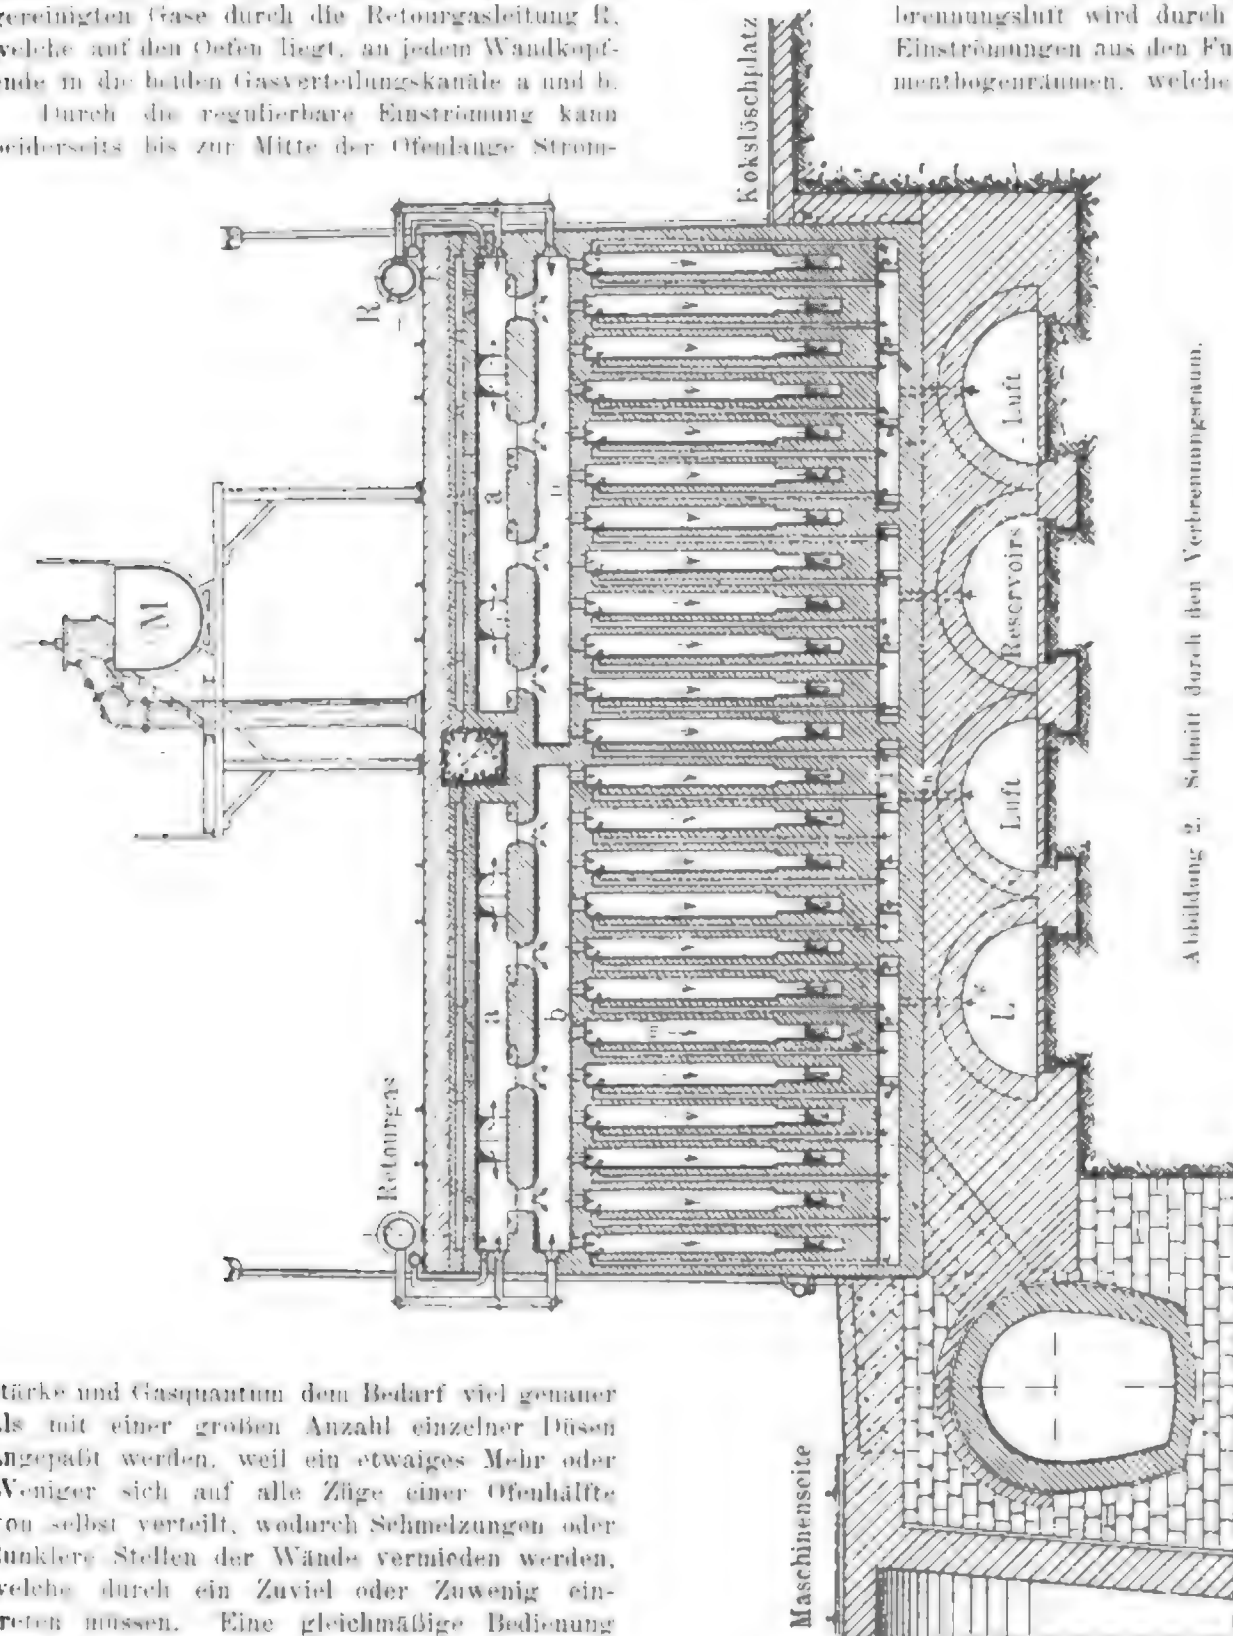 gereinigten Gase durch die Retourgasleitung R,
welche auf den Oefen liegt, an jedem Wandkopf-
ende in die beiden Gasverteilungskanäle a und b.
Durch die regulierbare Einströmung kann
beiderseits bis zur Mitte der Ofenlänge Strom-
brennungsluft wird durch
Einströmungen aus den
mentbogenräumen, welche
Kokslöschplatz
R
M
a
a
b
Retourgas
Luft
Reservoirs
Luft
L
Abbildung 2. Schnitt durch den Verbrennungsraum.
Maschinenseite
stärke und Gasquantum dem Bedarf viel genauer
als mit einer großen Anzahl einzelner Düsen
angepaßt werden, weil ein etwaiges Mehr oder
Weniger sich auf alle Züge einer Ofenhälfte
von selbst verteilt, wodurch Schmelzungen oder
dunklere Stellen der Wände vermieden werden,
welche durch ein Zuviel oder Zuwenig ein-
treten müssen. Eine gleichmäßige Bedienung